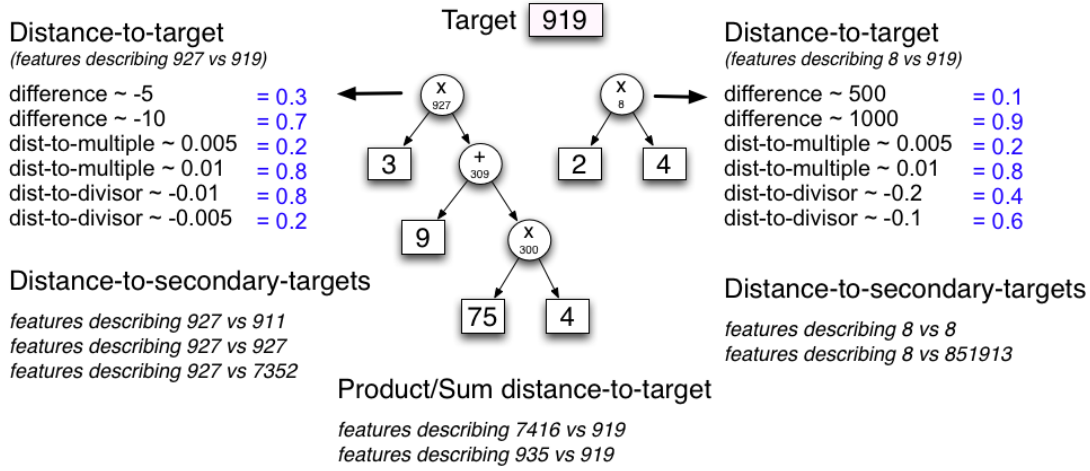 Target 919
Distance-to-target
(features describing 927 vs 919)
difference ~ -5 = 0.3
difference ~ -10 = 0.7
dist-to-multiple ~ 0.005 = 0.2
dist-to-multiple ~ 0.01 = 0.8
dist-to-divisor ~ -0.01 = 0.8
dist-to-divisor ~ -0.005 = 0.2
Distance-to-secondary-targets
features describing 927 vs 911
features describing 927 vs 927
features describing 927 vs 7352
x
927
3
+
309
9
x
300
75
4
x
8
2
4
Product/Sum distance-to-target
features describing 7416 vs 919
features describing 935 vs 919
Distance-to-target
(features describing 8 vs 919)
difference ~ 500 = 0.1
difference ~ 1000 = 0.9
dist-to-multiple ~ 0.005 = 0.2
dist-to-multiple ~ 0.01 = 0.8
dist-to-divisor ~ -0.2 = 0.4
dist-to-divisor ~ -0.1 = 0.6
Distance-to-secondary-targets
features describing 8 vs 8
features describing 8 vs 851913